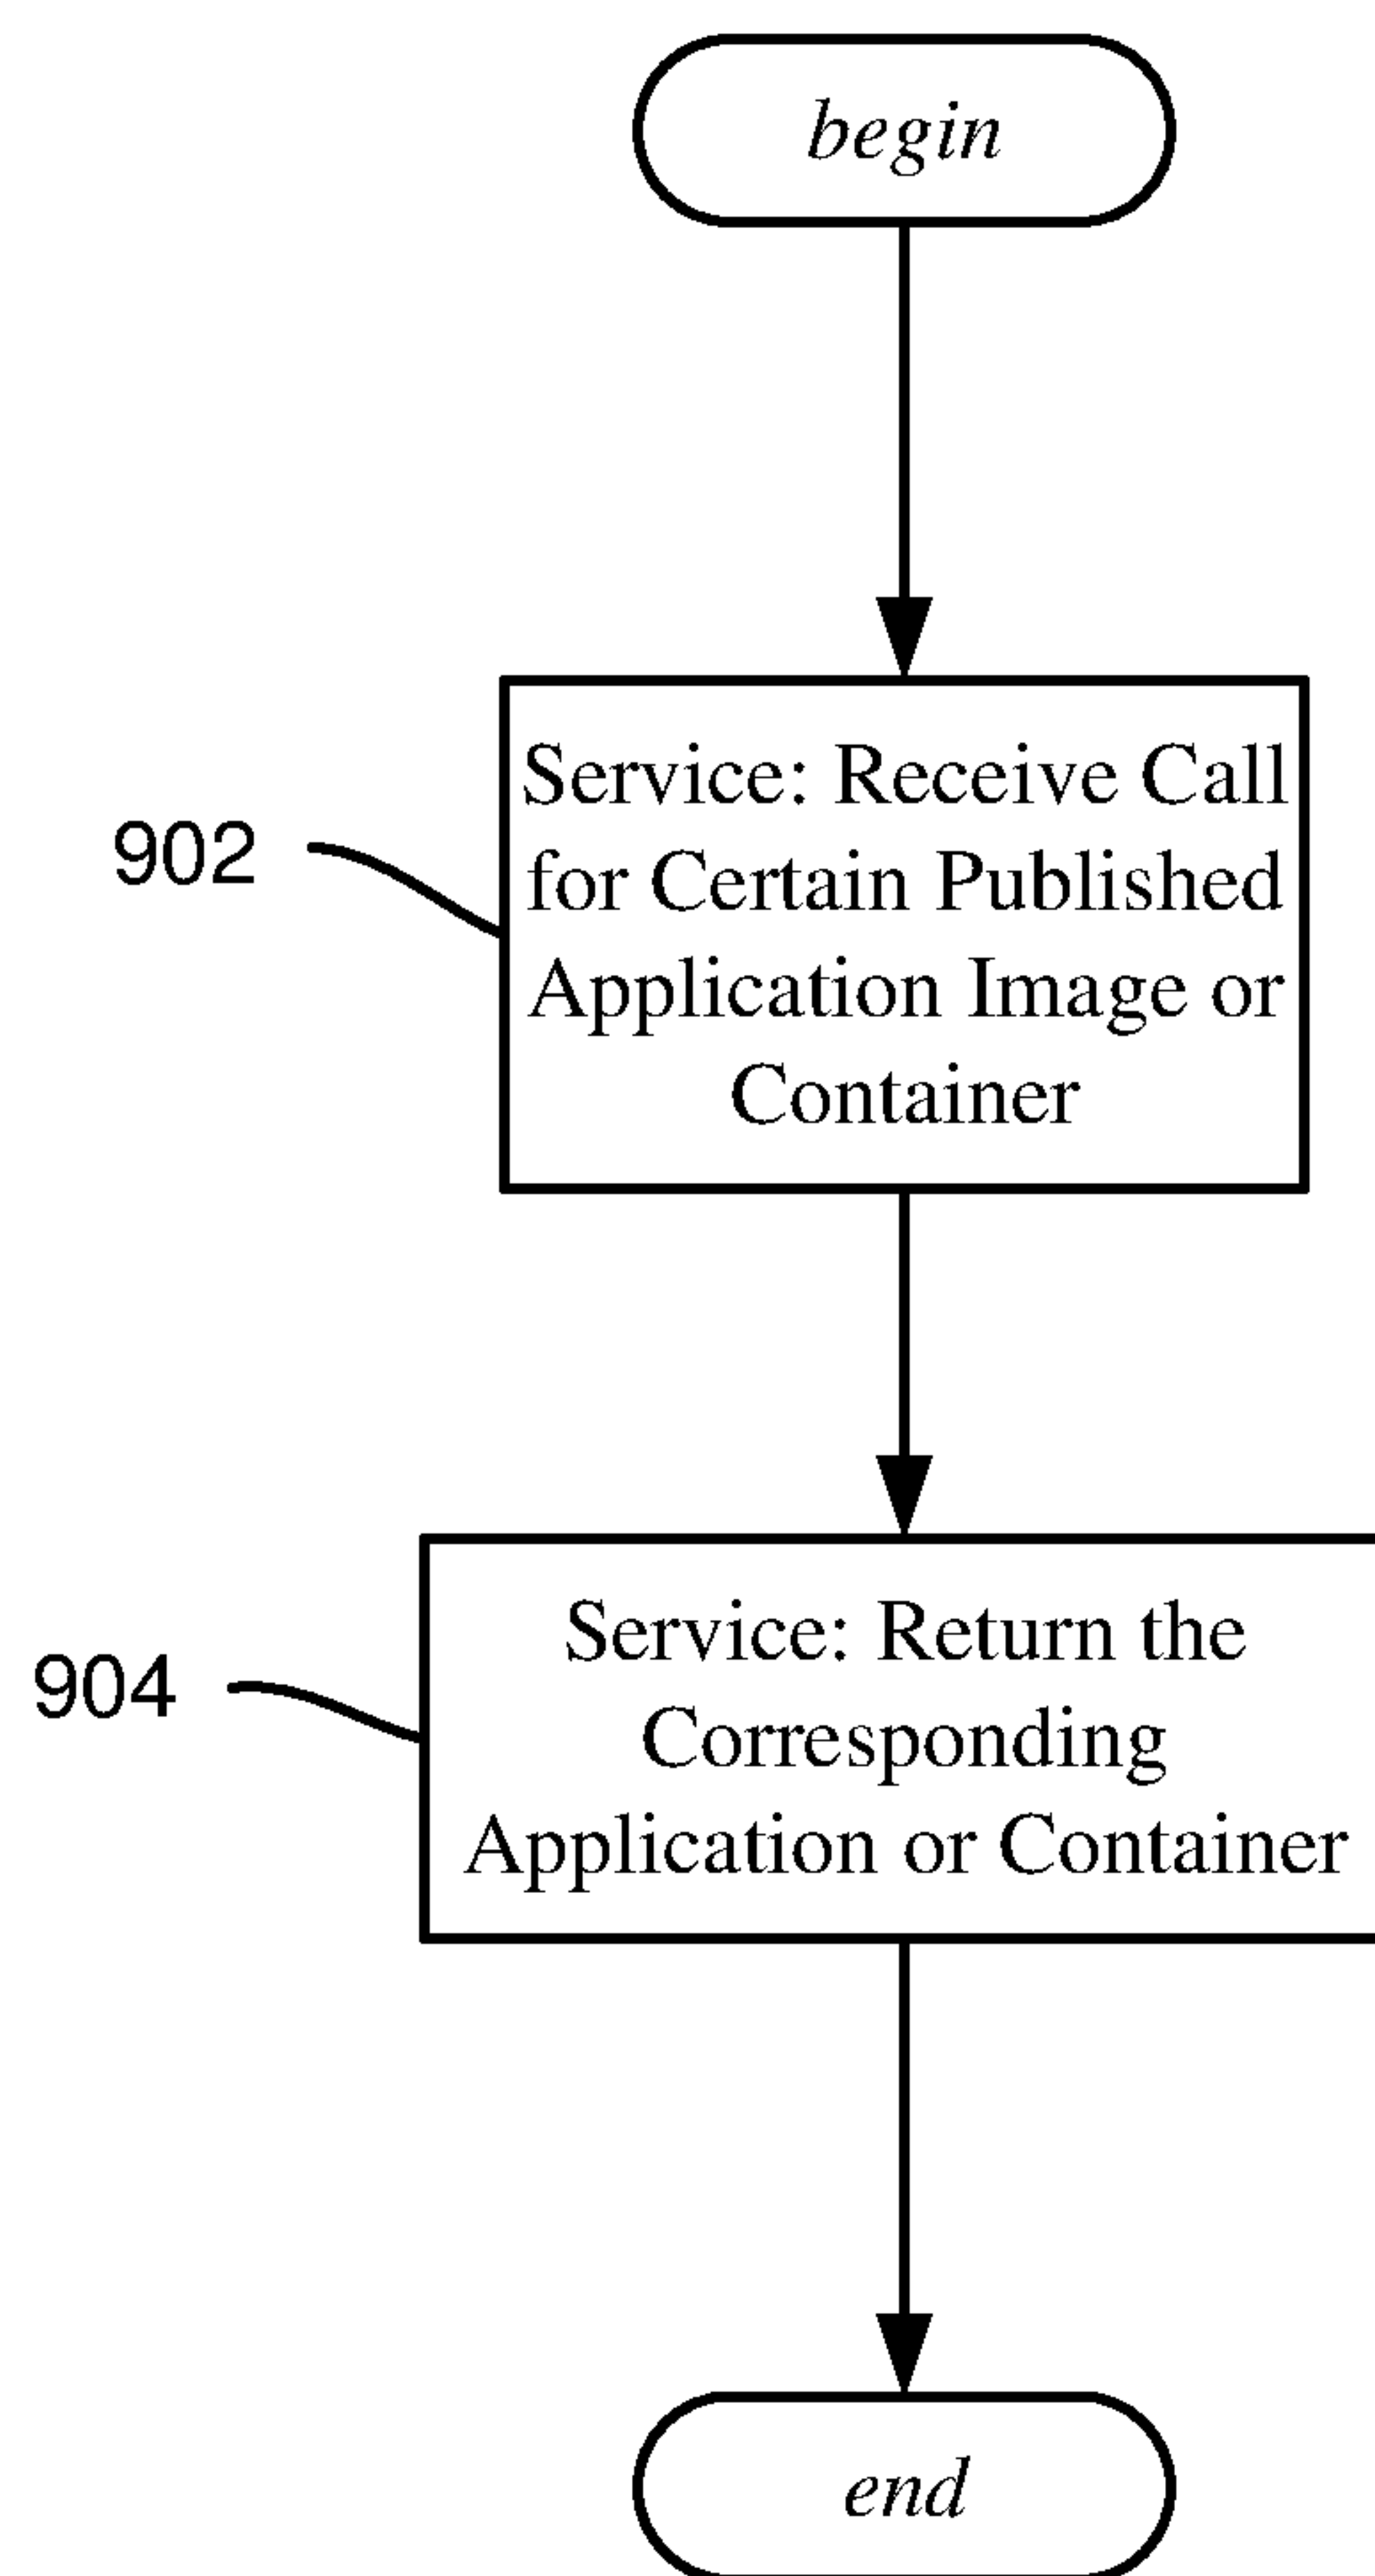 begin
Service: Receive Call
for Certain Published
Application Image or
Container
902
Service: Return the
Corresponding
Application or Container
904
end